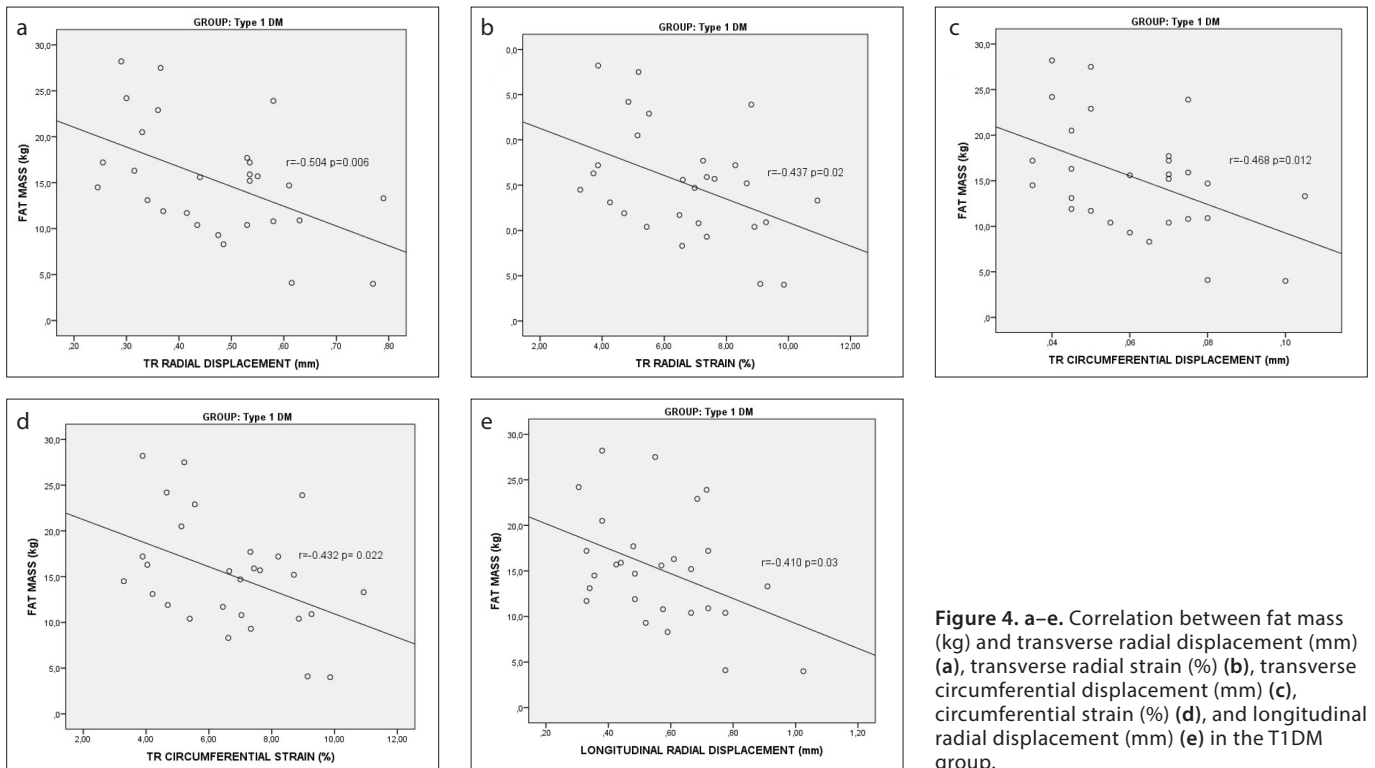 a
GROUP: Type 1 DM
FAT MASS (kg)
30,0
25,0
20,0
15,0
10,0
5,0
,0
r=-0.504 p=0.006
,20 ,30 ,40 ,50 ,60 ,70 ,80
TR RADIAL DISPLACEMENT (mm)
b
GROUP: Type 1 DM
FAT MASS (kg)
0,0
5,0
0,0
5,0
0,0
5,0
,0
r=-0.437 p=0.02
2,00 4,00 6,00 8,00 10,00 12,00
TR RADIAL STRAIN (%)
c
GROUP: Type 1 DM
FAT MASS (kg)
30,0
25,0
20,0
15,0
10,0
5,0
,0
r=-0.468 p=0.012
,04 ,06 ,08 ,10
TR CIRCUMFERENTIAL DISPLACEMENT (mm)
d
GROUP: Type 1 DM
FAT MASS (kg)
30,0
25,0
20,0
15,0
10,0
5,0
,0
r=-0.432 p= 0.022
2,00 4,00 6,00 8,00 10,00 12,00
TR CIRCUMFERENTIAL STRAIN (%)
e
GROUP: Type 1 DM
FAT MASS (kg)
30,0
25,0
20,0
15,0
10,0
5,0
,0
r=-0.410 p=0.03
,20 ,40 ,60 ,80 1,00 1,20
LONGITUDINAL RADIAL DISPLACEMENT (mm)
Figure 4. a–e. Correlation between fat mass
(kg) and transverse radial displacement (mm)
(a), transverse radial strain (%) (b), transverse
circumferential displacement (mm) (c),
circumferential strain (%) (d), and longitudinal
radial displacement (mm) (e) in the T1DM
group.